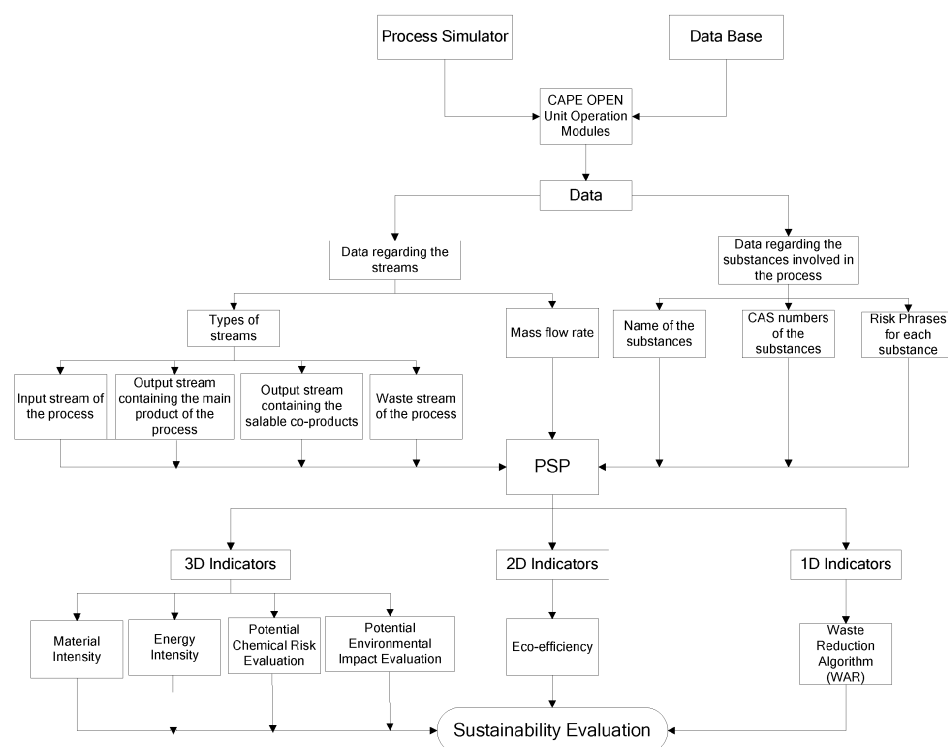 Process Simulator
Data Base
CAPE OPEN
Unit Operation
Modules
Data
Data regarding the
streams
Data regarding the
substances involved in
the process
Types of
streams
Mass flow rate
Name of the
substances
CAS numbers
of the
substances
Risk Phrases
for each
substance
Input stream of
the process
Output stream
containing the main
product of the
process
Output stream
containing the
salable co-products
Waste stream
of the process
PSP
3D Indicators
2D Indicators
1D Indicators
Material
Intensity
Energy
Intensity
Potential
Chemical Risk
Evaluation
Potential
Environmental
Impact Evaluation
Eco-efficiency
Waste
Reduction
Algorithm
(WAR)
Sustainability Evaluation